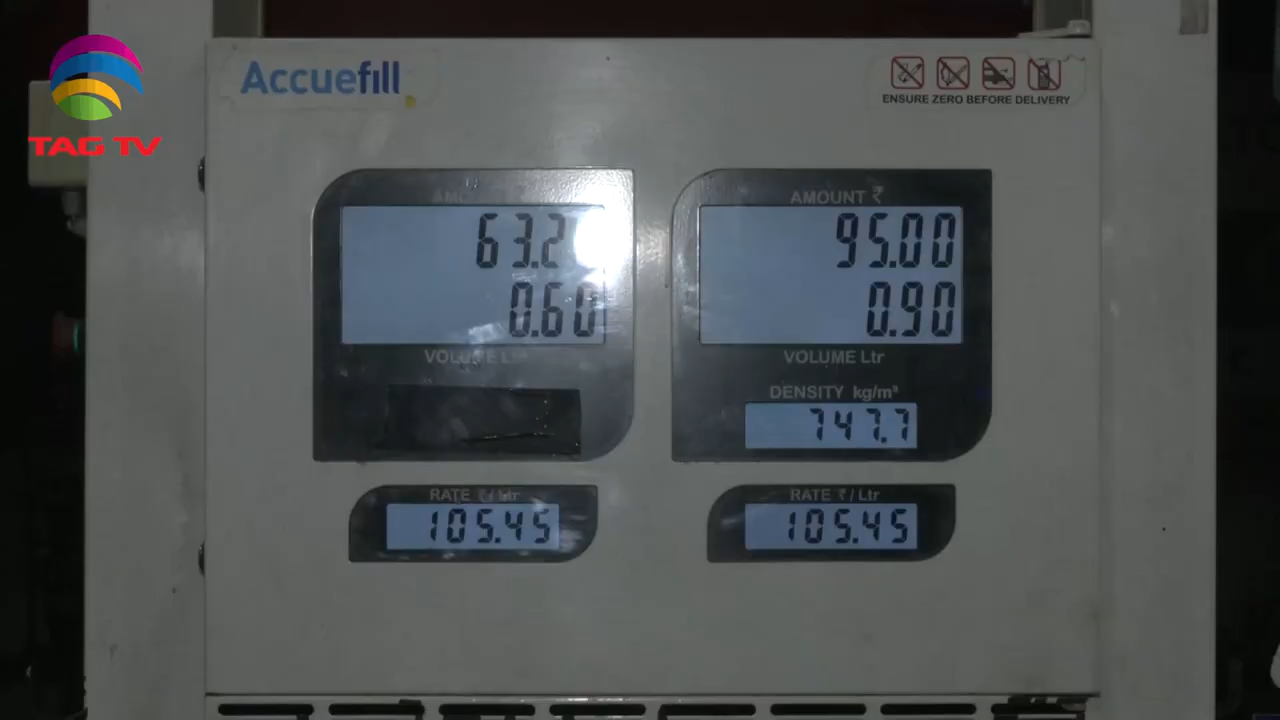 TAG TV
Accuefill
ENSURE ZERO BEFORE DELIVERY
63.2
0.60
VOLUME Ltr
RATE ₹/Ltr
105.45
AMOUNT ₹
95.00
0.90
VOLUME Ltr
DENSITY kg/m³
747.7
RATE ₹/Ltr
105.45